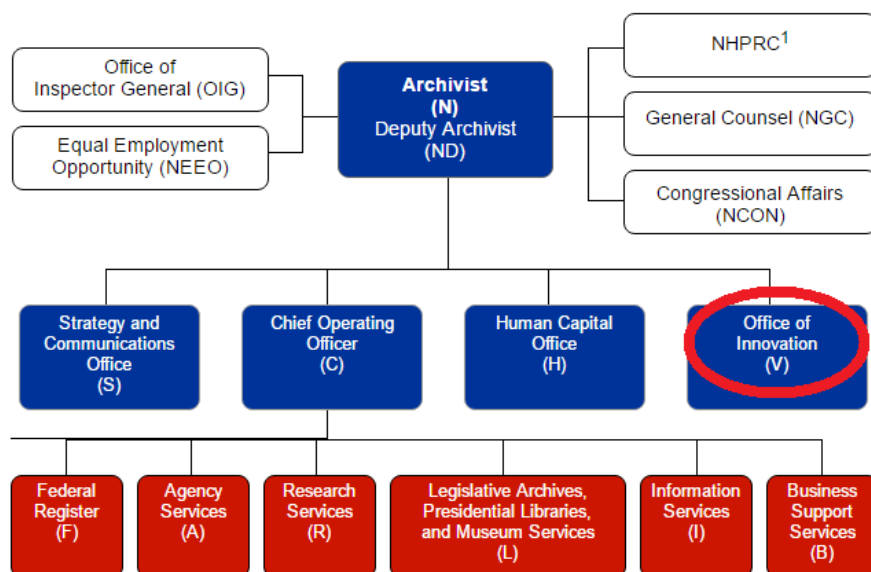 Office of
Inspector General (OIG)
Equal Employment
Opportunity (NEEO)
Archivist
(N)
Deputy Archivist
(ND)
NHPRC¹
General Counsel (NGC)
Congressional Affairs
(NCON)
Strategy and
Communications
Office
(S)
Chief Operating
Officer
(C)
Human Capital
Office
(H)
Office of
Innovation
(V)
Federal
Register
(F)
Agency
Services
(A)
Research
Services
(R)
Legislative Archives,
Presidential Libraries,
and Museum Services
(L)
Information
Services
(I)
Business
Support
Services
(B)